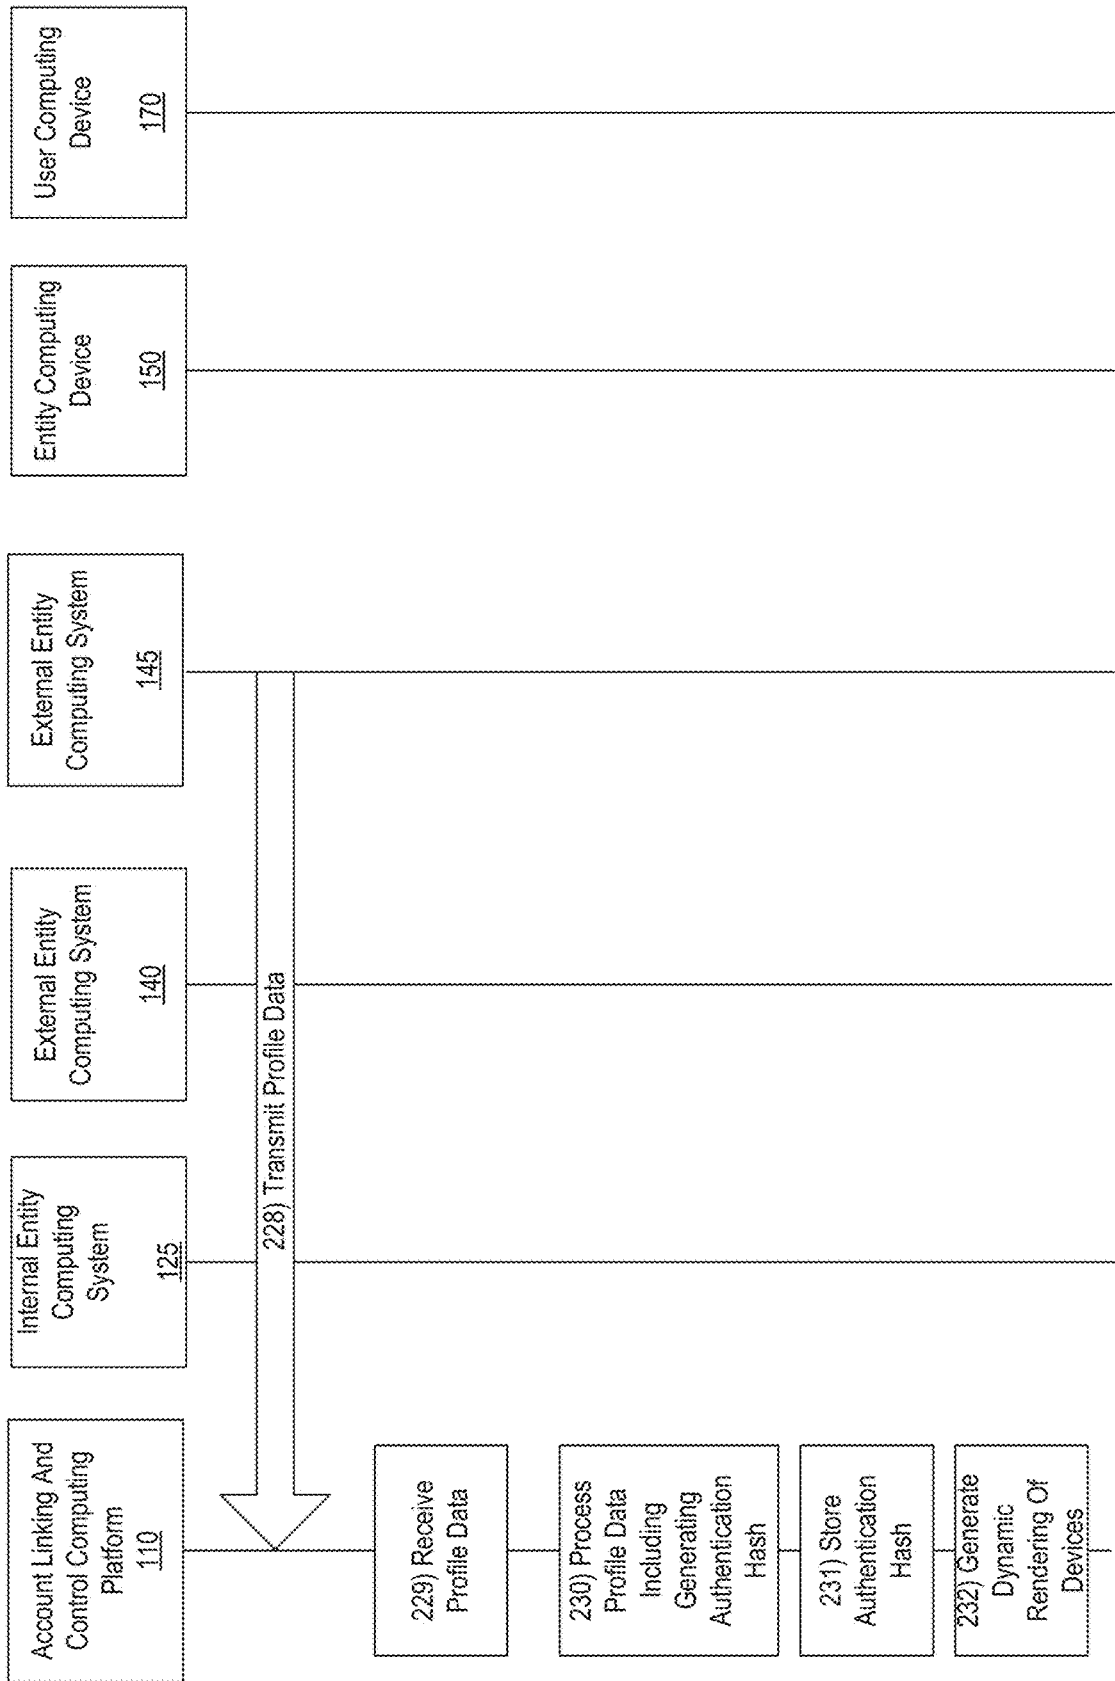 Account Linking And
Control Computing
Platform
110
Internal Entity
Computing
System
125
External Entity
Computing System
140
External Entity
Computing System
145
Entity Computing
Device
150
User Computing
Device
170
228) Transmit Profile Data
229) Receive
Profile Data
230) Process
Profile Data
Including
Generating
Authentication
Hash
231) Store
Authentication
Hash
232) Generate
Dynamic
Rendering Of
Devices